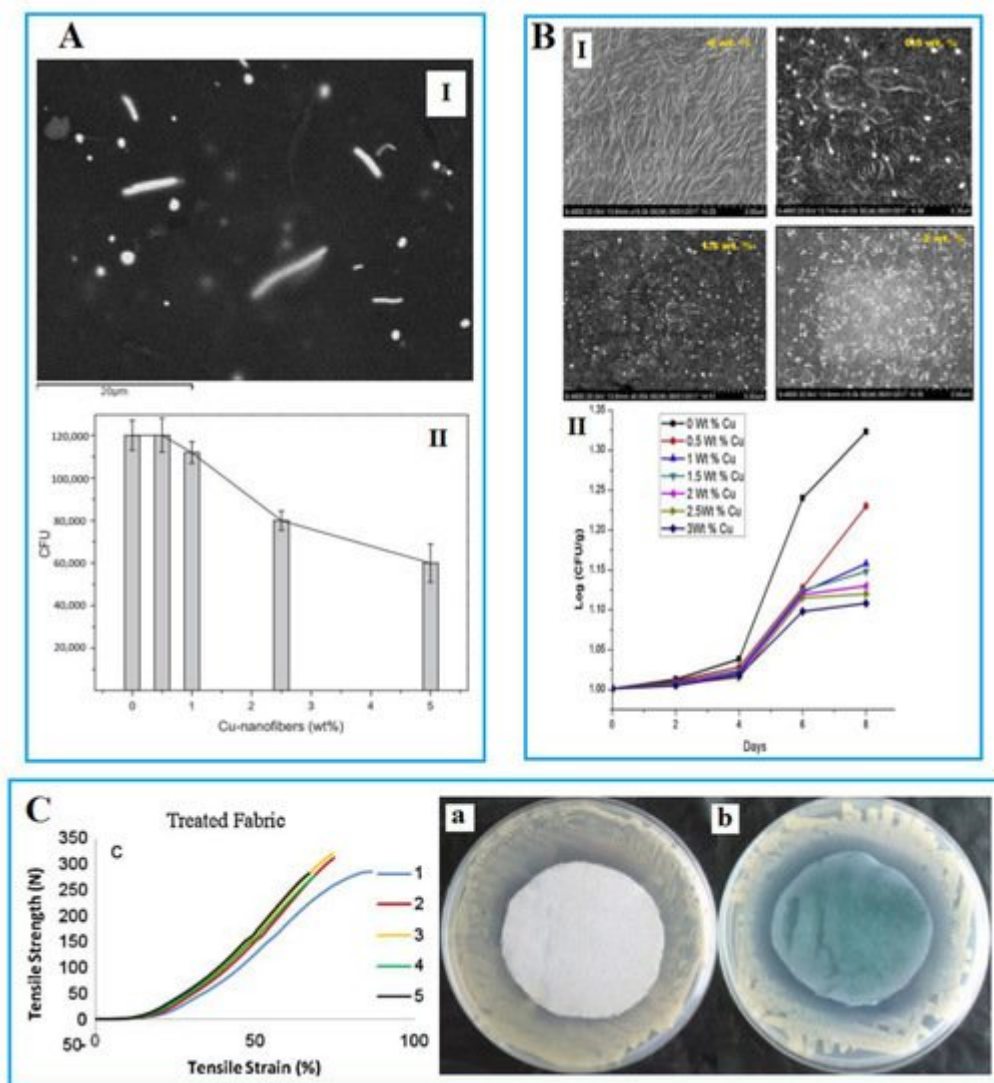 A
I
20µm
II
120,000
100,000
80,000
60,000
40,000
20,000
CFU
0
1
2
3
4
5
Cu-nanofibers (wt%)
B
I
2 wt. %
II
1.35
1.30
1.25
1.20
1.15
1.10
1.05
1.00
Log (CFU/g)
0 Wt % Cu
0.5 Wt % Cu
1 Wt % Cu
1.5 Wt % Cu
2 Wt % Cu
2.5Wt % Cu
3Wt % Cu
0
2
4
6
8
Days
C
Treated Fabric
C
350
300
250
200
150
100
50
0
50-
Tensile Strength (N)
0
50
100
Tensile Strain (%)
1
2
3
4
5
a
b